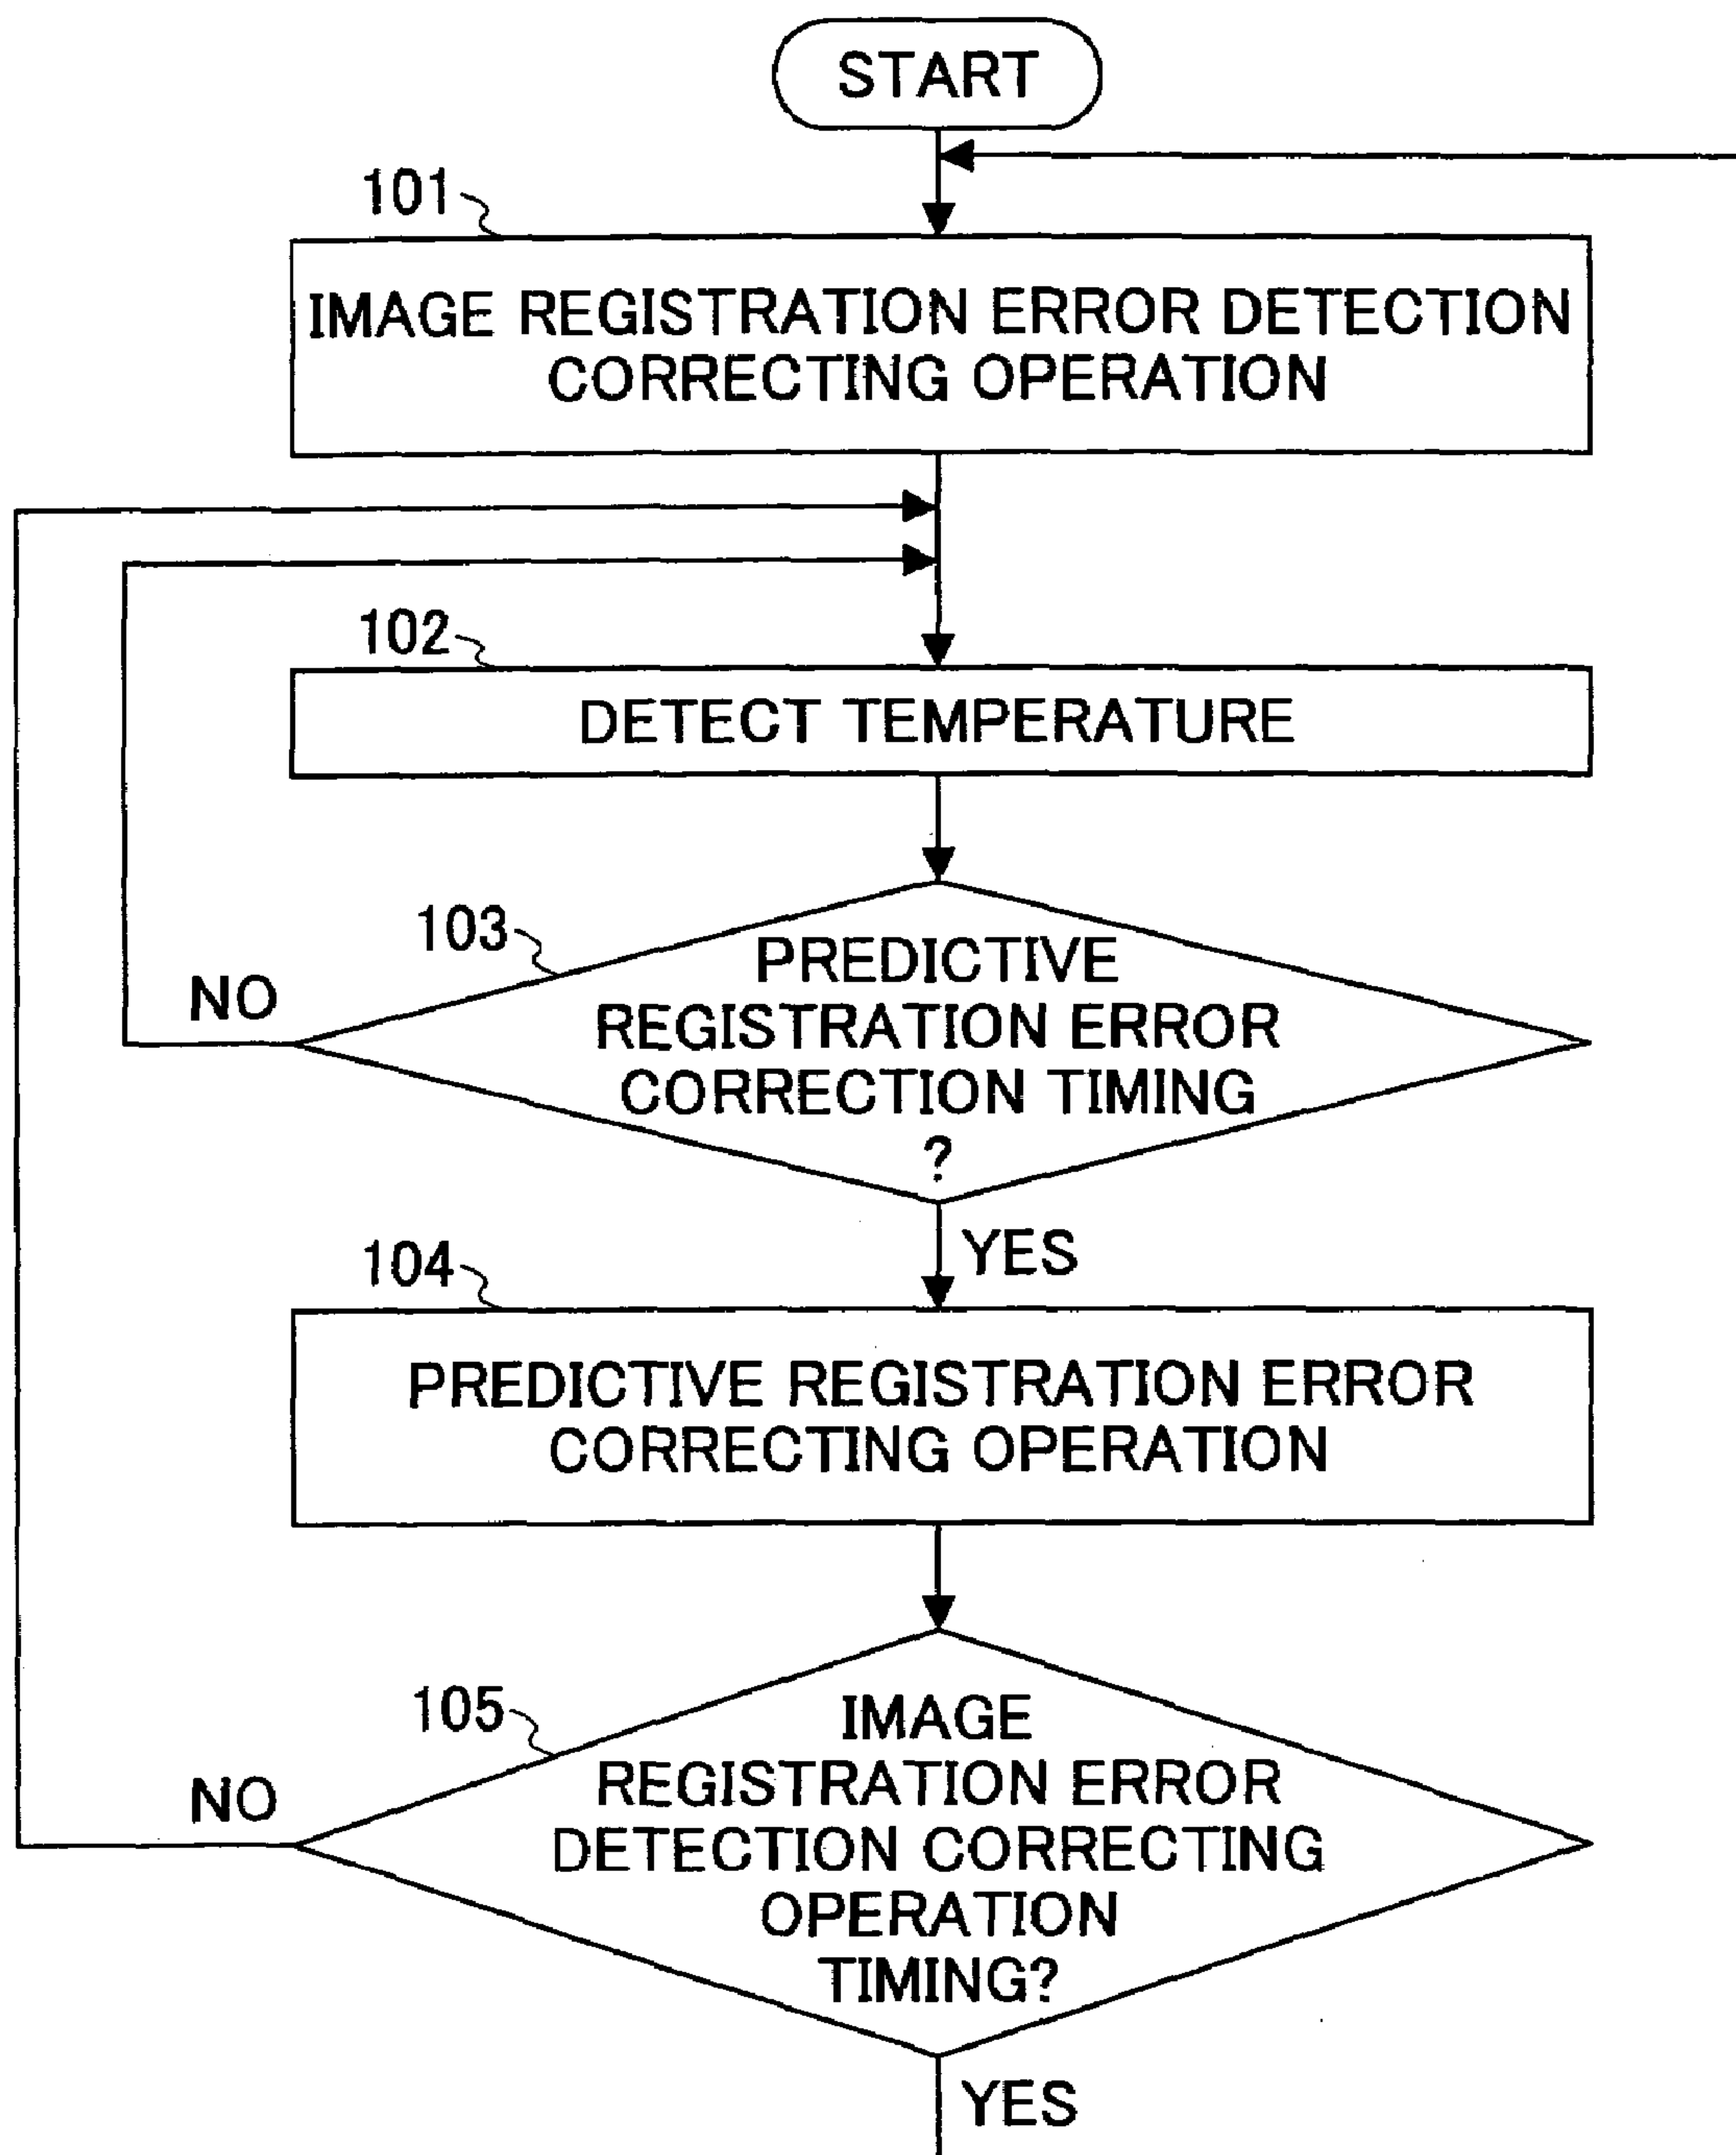 START
101
IMAGE REGISTRATION ERROR DETECTION
CORRECTING OPERATION
102
DETECT TEMPERATURE
103
PREDICTIVE
REGISTRATION ERROR
CORRECTION TIMING
?
NO
YES
104
PREDICTIVE REGISTRATION ERROR
CORRECTING OPERATION
105
IMAGE
REGISTRATION ERROR
DETECTION CORRECTING
OPERATION
TIMING?
NO
YES